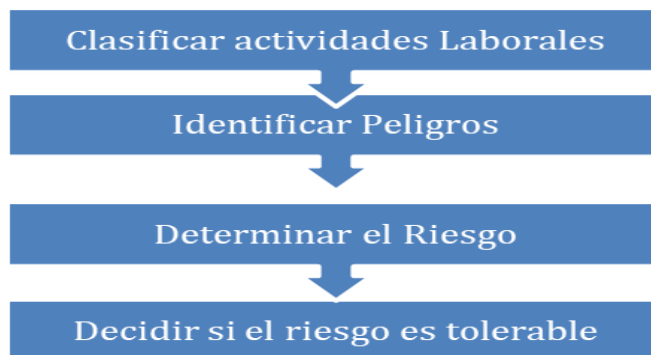 Clasificar actividades Laborales
Identificar Peligros
Determinar el Riesgo
Decidir si el riesgo es tolerable